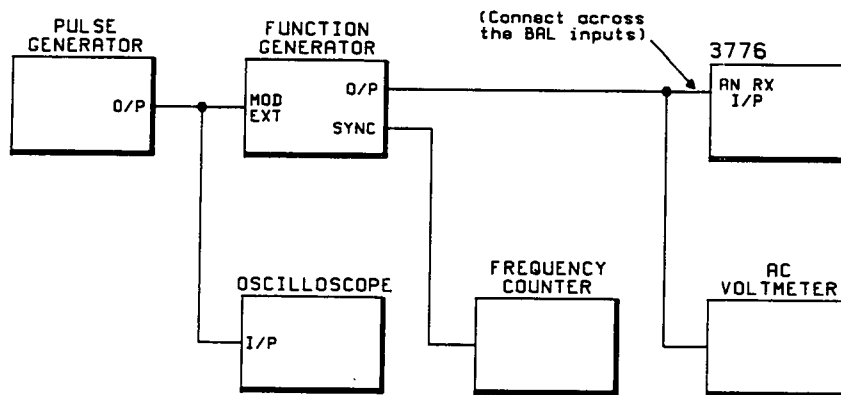 PULSE
GENERATOR
O/P
FUNCTION
GENERATOR
MOD
EXT
O/P
SYNC
(Connect across
the BAL inputs)
3776
AN RX
I/P
OSCILLOSCOPE
I/P
FREQUENCY
COUNTER
AC
VOLTMETER